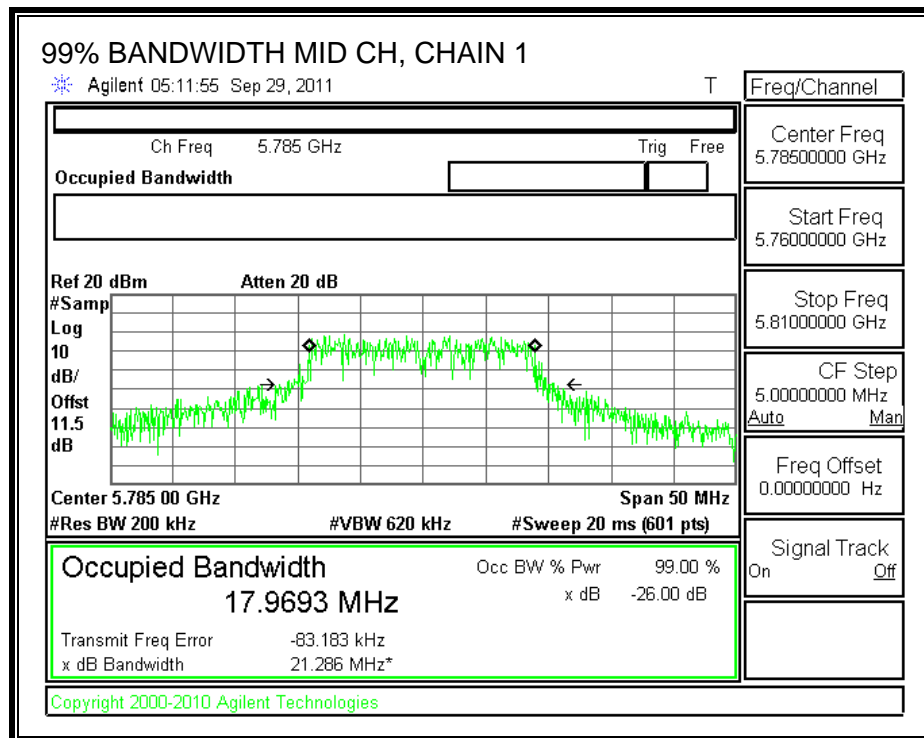 99% BANDWIDTH MID CH, CHAIN 1
Agilent 05:11:55 Sep 29, 2011 T
Freq/Channel
Ch Freq 5.785 GHz Trig Free
Occupied Bandwidth
Center Freq
5.78500000 GHz
Start Freq
5.76000000 GHz
Stop Freq
5.81000000 GHz
CF Step
5.00000000 MHz
Auto Man
Freq Offset
0.00000000 Hz
Signal Track
On Off
Ref 20 dBm Atten 20 dB
#Samp
Log
10
dB/
Offst
11.5
dB
Center 5.785 00 GHz Span 50 MHz
#Res BW 200 kHz #VBW 620 kHz #Sweep 20 ms (601 pts)
Occupied Bandwidth Occ BW % Pwr 99.00 %
17.9693 MHz x dB -26.00 dB
Transmit Freq Error -83.183 kHz
x dB Bandwidth 21.286 MHz*
Copyright 2000-2010 Agilent Technologies